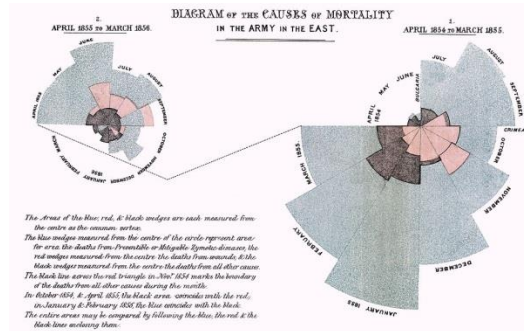 DIAGRAM OF THE CAUSES OF MORTALITY
IN THE ARMY IN THE EAST.
2.
APRIL 1855 TO MARCH 1856.
1.
APRIL 1854 TO MARCH 1855.
APRIL 1855
MAY
JUNE
JULY
AUGUST
SEPTEMBER
OCTOBER
NOVEMBER
DECEMBER
JANUARY
1856
FEBRUARY
MARCH
APRIL
1854
MAY
JUNE
JULY
BULGARIA
AUGUST
SEPTEMBER
CRIMEA
OCTOBER
NOVEMBER
DECEMBER
JANUARY
1855
FEBRUARY
MARCH 1855
The Areas of the blue, red, & black wedges are each measured from
the centre as the common vertex.
The blue wedges measured from the centre of the circle represent area
for area the deaths from Preventible or Mitigable Zymotic diseases, the
red wedges measured from the centre the deaths from wounds, & the
black wedges measured from the centre the deaths from all other causes.
The black line across the red triangle in Nov.r 1854 marks the boundary
of the deaths from all other causes during the month.
In October 1854, & April 1855, the black area coincides with the red,
in January & February 1856, the blue coincides with the black.
The entire areas may be compared by following the blue, the red & the
black lines enclosing them.